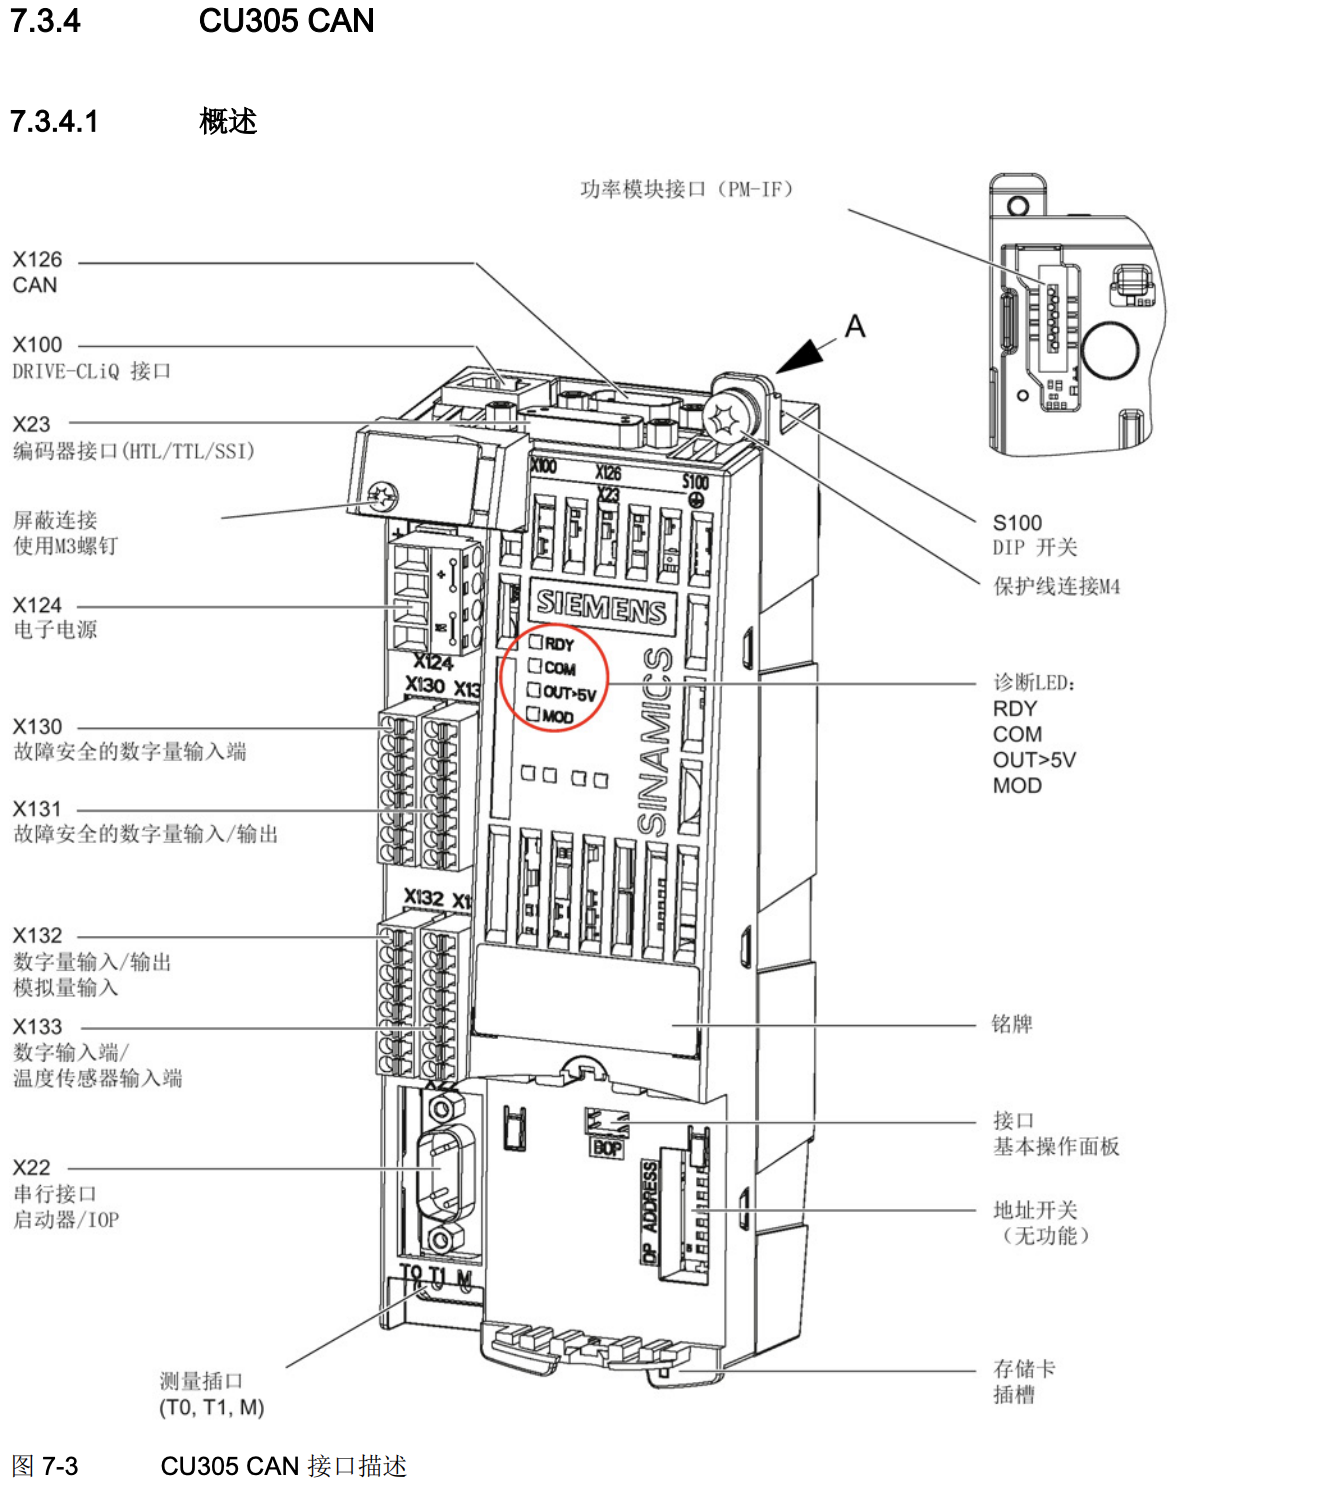 7.3.4 CU305 CAN
7.3.4.1 概述
功率模块接口（PM-IF）
X126
CAN
A
X100
DRIVE-CLiQ 接口
X23
编码器接口(HTL/TTL/SSI)
屏蔽连接
使用M3螺钉
X124
电子电源
X130
故障安全的数字量输入端
X131
故障安全的数字量输入/输出
X132
数字量输入/输出
模拟量输入
X133
数字输入端/
温度传感器输入端
X22
串行接口
启动器/IOP
测量插口
(T0, T1, M)
X100
X126
X23
S100
SIEMENS
RDY
COM
OUT>5V
MOD
SINAMICS
X124
X130 X13
X132 X1
X22
BOP
DP ADDRESS
T0 T1 M
S100
DIP 开关
保护线连接M4
诊断LED：
RDY
COM
OUT>5V
MOD
铭牌
接口
基本操作面板
地址开关
（无功能）
存储卡
插槽
图 7-3 CU305 CAN 接口描述